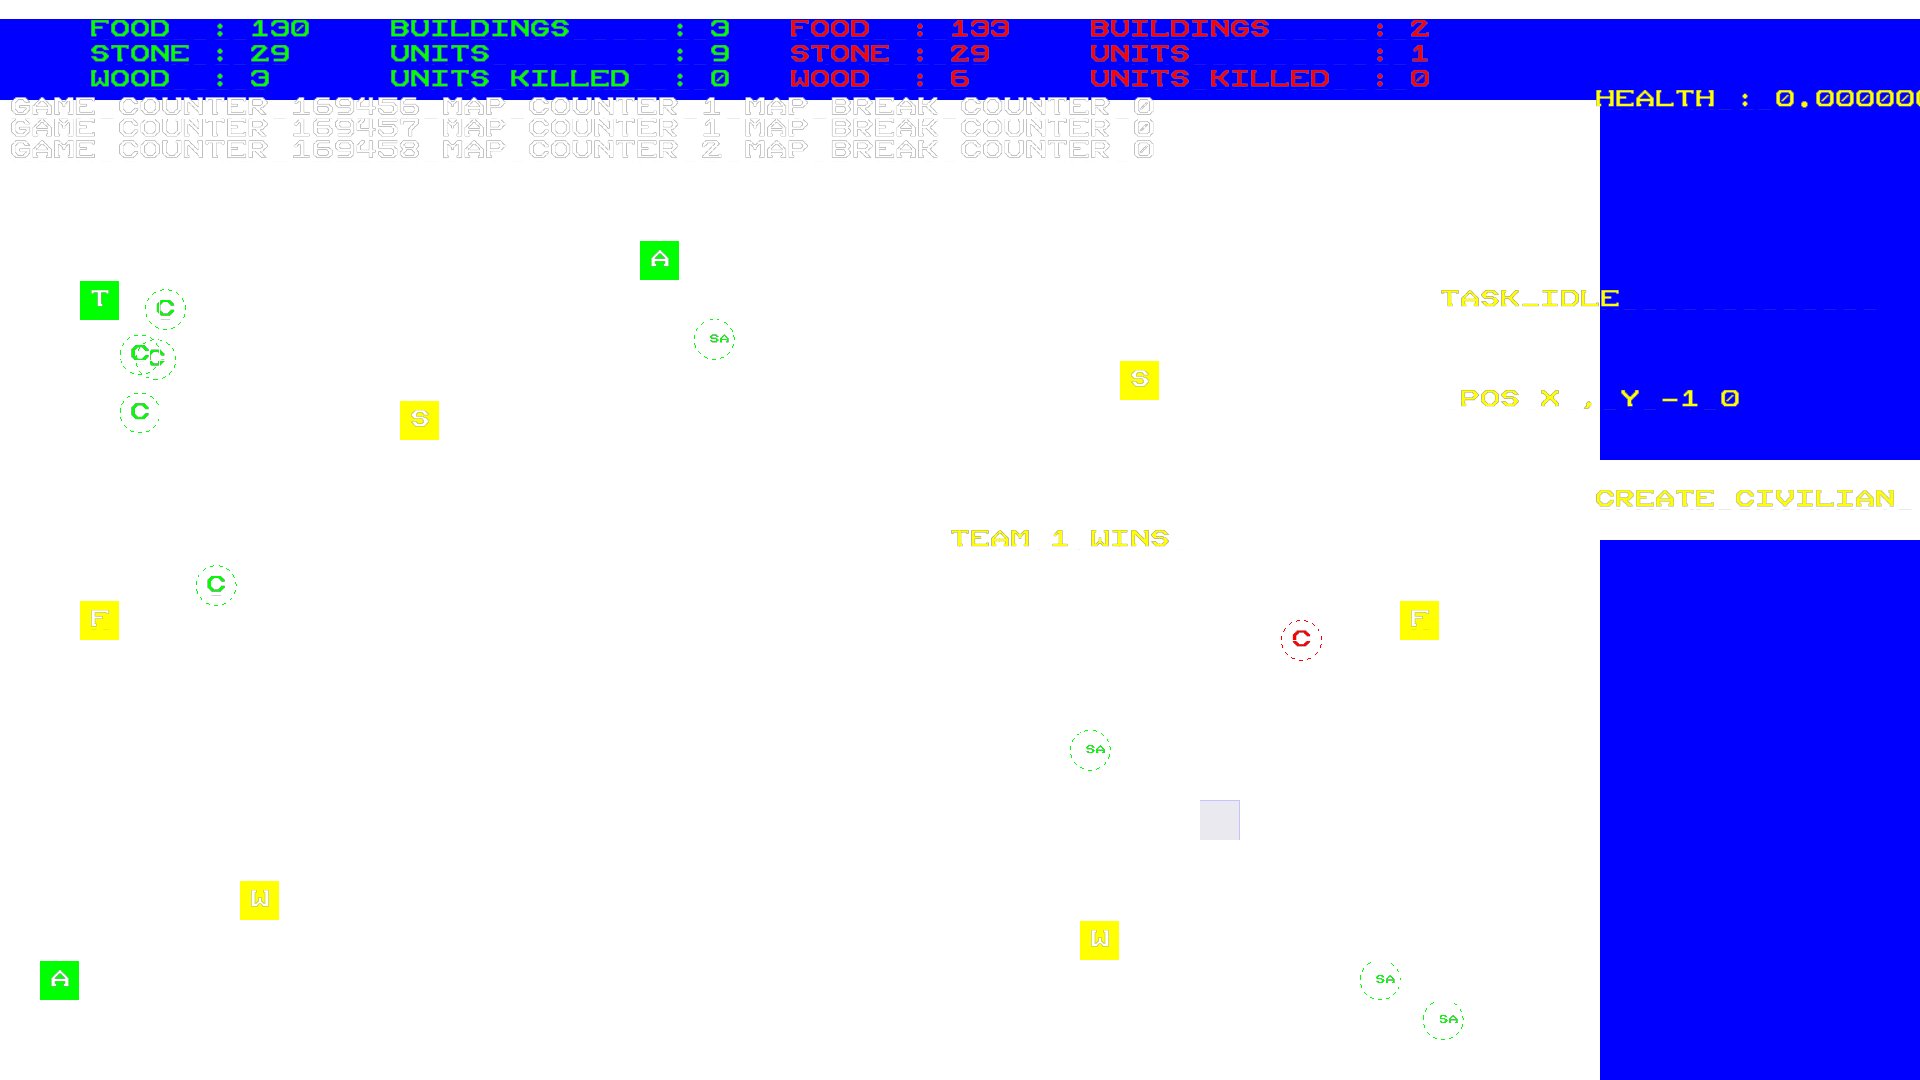 FOOD : 130 BUILDINGS : 3 FOOD : 133 BUILDINGS : 2
STONE : 29 UNITS : 9 STONE : 29 UNITS : 1
WOOD : 3 UNITS KILLED : 0 WOOD : 6 UNITS KILLED : 0
HEALTH : 0.000000
GAME COUNTER 169456 MAP COUNTER 1 MAP BREAK COUNTER 0
GAME COUNTER 169457 MAP COUNTER 1 MAP BREAK COUNTER 0
GAME COUNTER 169458 MAP COUNTER 2 MAP BREAK COUNTER 0
A
T
C
TASK_IDLE
SA
C
C
S
POS X , Y -1 0
C
S
CREATE CIVILIAN
TEAM 1 WINS
C
F
F
C
SA
W
W
A
SA
SA